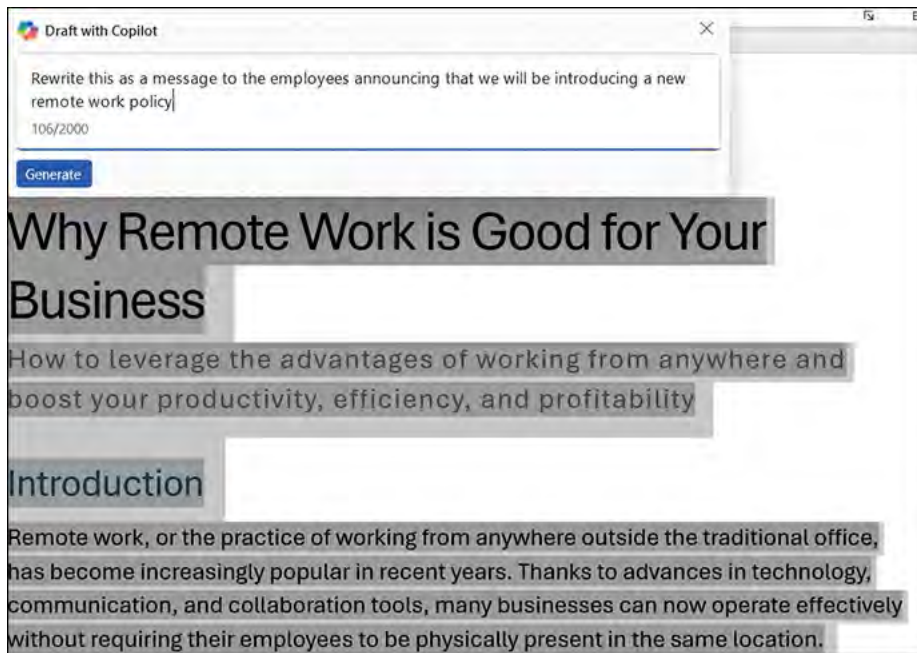 Draft with Copilot
Rewrite this as a message to the employees announcing that we will be introducing a new
remote work policy
106/2000
Generate
Why Remote Work is Good for Your
Business
How to leverage the advantages of working from anywhere and
boost your productivity, efficiency, and profitability
Introduction
Remote work, or the practice of working from anywhere outside the traditional office,
has become increasingly popular in recent years. Thanks to advances in technology,
communication, and collaboration tools, many businesses can now operate effectively
without requiring their employees to be physically present in the same location.